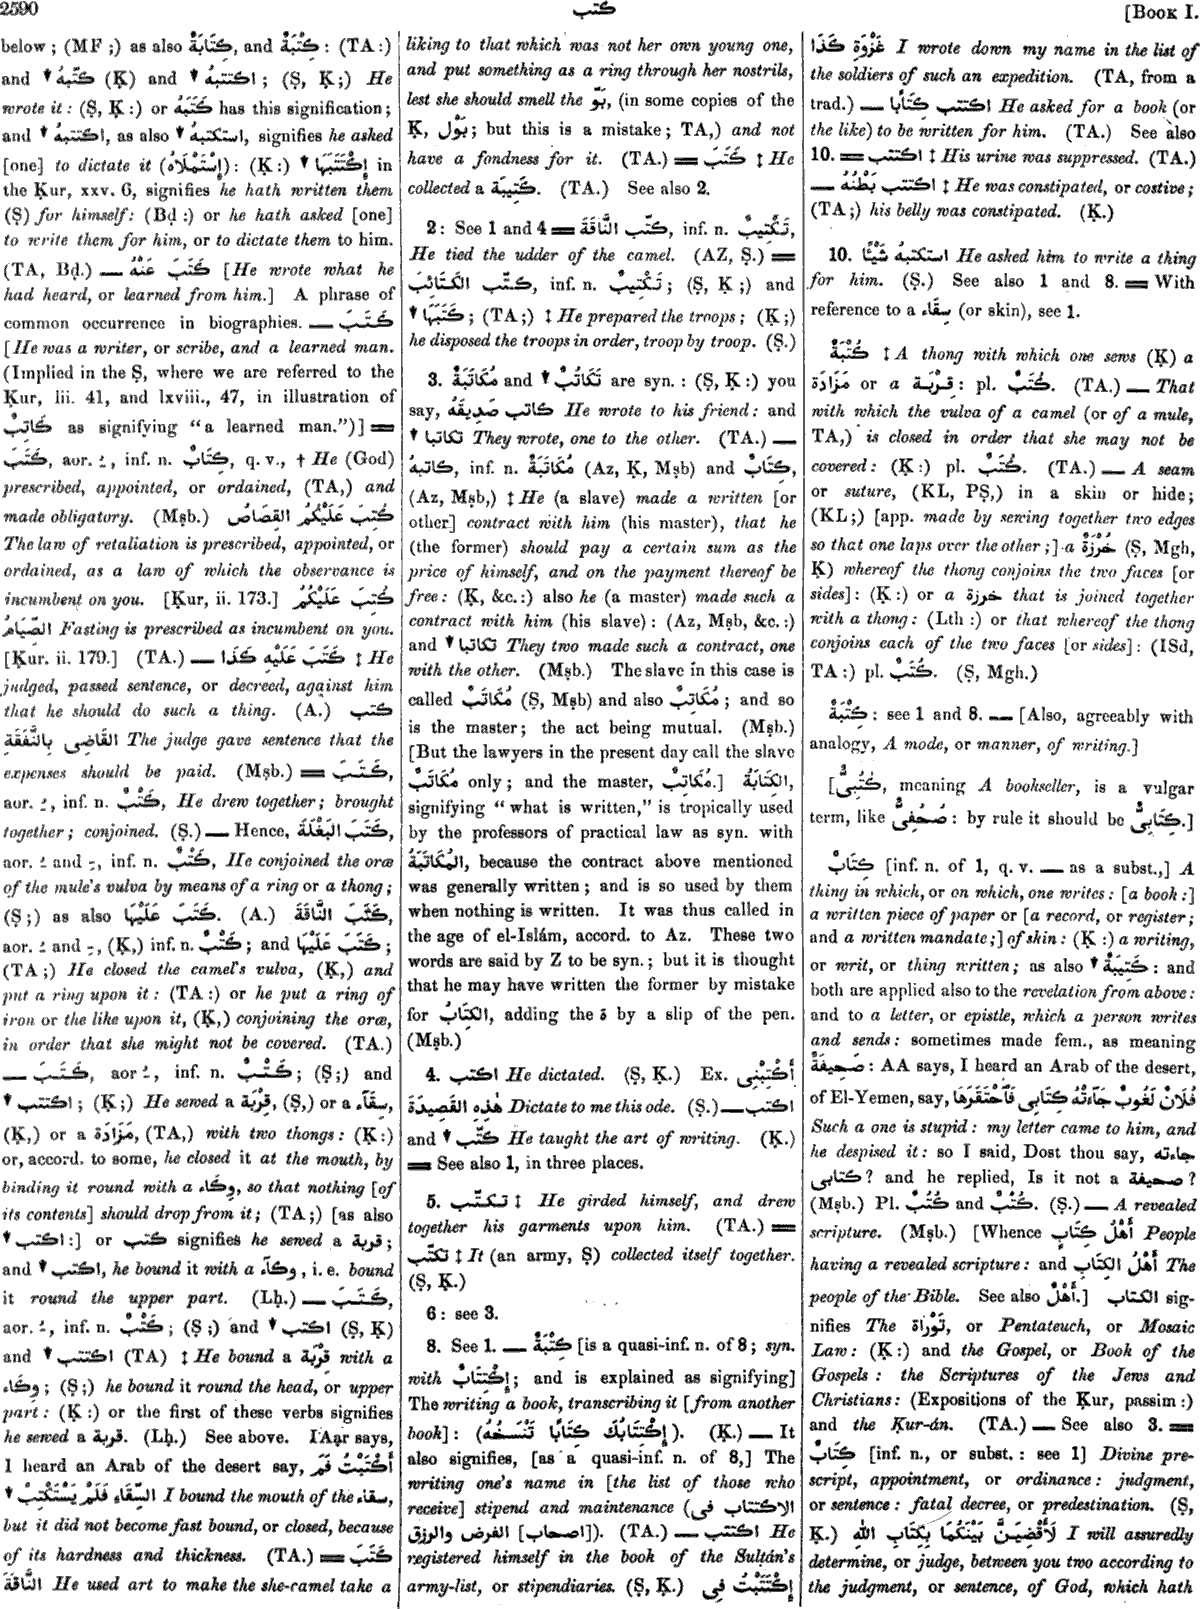 2590
كتب
[Book I.
below; (MF;) as also كِتَابَةٌ, and كِتْبَةٌ: (TA:)
and ▼ كتّبهُ (Ḳ) and ▼ اكتتبهُ; (Ṣ, Ḳ;) He
wrote it: (Ṣ, Ḳ:) or كَتَبَهُ has this signification;
and ▼ اكتتبهُ, as also ▼ استكتبهُ, signifies he asked
[one] to dictate it (اِسْتَمْلَاهُ): (Ḳ:) ▼ اِكْتَتَبَهَا in
the Ḳur, xxv. 6, signifies he hath written them
(Ṣ) for himself: (Bḍ:) or he hath asked [one]
to write them for him, or to dictate them to him.
(TA, Bḍ.) — كَتَبَ عَنْهُ [He wrote what he
had heard, or learned from him.] A phrase of
common occurrence in biographies. — كَتَبَ
[He was a writer, or scribe, and a learned man.
(Implied in the Ṣ, where we are referred to the
Ḳur, lii. 41, and lxviii., 47, in illustration of
كَاتِبٌ as signifying "a learned man.")] =
كَتَبَ, aor. ـُ, inf. n. كِتَابٌ, q. v., † He (God)
prescribed, appointed, or ordained, (TA,) and
made obligatory. (Mṣb.) كُتِبَ عَلَيْكُمُ القِصَاصُ
The law of retaliation is prescribed, appointed, or
ordained, as a law of which the observance is
incumbent on you. [Ḳur, ii. 173.] كُتِبَ عَلَيْكُمُ
الصِّيَامُ Fasting is prescribed as incumbent on you.
[Ḳur. ii. 179.] (TA.) — كَتَبَ عَلَيْهِ كَذَا ‡ He
judged, passed sentence, or decreed, against him
that he should do such a thing. (A.) كتب
القَاضِى بِالنَّفَقَةِ The judge gave sentence that the
expenses should be paid. (Mṣb.) = كَتَبَ,
aor. ـُ, inf. n. كَتْبٌ, He drew together; brought
together; conjoined. (Ṣ.) — Hence, كَتَبَ البَغْلَةَ,
aor. ـُ and ـِ, inf. n. كَتْبٌ, He conjoined the oræ
of the mule's vulva by means of a ring or a thong;
(Ṣ;) as also كَتَبَ عَلَيْهَا. (A.) كَتَبَ النَّاقَةَ,
aor. ـُ and ـِ, (Ḳ,) inf. n. كَتْبٌ; and كَتَبَ عَلَيْهَا;
(TA;) He closed the camel's vulva, (Ḳ,) and
put a ring upon it: (TA:) or he put a ring of
iron or the like upon it, (Ḳ,) conjoining the oræ,
in order that she might not be covered. (TA.)
— كَتَبَ, aor ـُ, inf. n. كَتْبٌ; (Ṣ;) and
▼ اكتتب; (Ḳ;) He sewed a قِرْبَة, (Ṣ,) or a سِقَآء,
(Ḳ,) or a مَزَادَة, (TA,) with two thongs: (Ḳ:)
or, accord. to some, he closed it at the mouth, by
binding it round with a وِكَاء, so that nothing [of
its contents] should drop from it; (TA;) [as also
▼ اكتب:] or كتب signifies he sewed a قربة;
and ▼ اكتب, he bound it with a وِكَآء, i. e. bound
it round the upper part. (Lḥ.) — كَتَبَ,
aor. ـُ, inf. n. كَتْبٌ; (Ṣ;) and ▼ اكتب (Ṣ, Ḳ)
and ▼ اكتتب (TA) ‡ He bound a قِرْبَة with a
وِكَاء; (Ṣ;) he bound it round the head, or upper
part: (Ḳ:) or the first of these verbs signifies
he sewed a قربة. (Lḥ.) See above. IAạr says,
I heard an Arab of the desert say, أَكْتَبْتُ فَمَ
▼ السِّقَاءِ فَلَمْ يَسْتَكْتِبْ I bound the mouth of the سقاء,
but it did not become fast bound, or closed, because
of its hardness and thickness. (TA.) = كَتَبَ
النَّاقَةَ He used art to make the she-camel take a
liking to that which was not her own young one,
and put something as a ring through her nostrils,
lest she should smell the بَوّ, (in some copies of the
Ḳ, بَوْل; but this is a mistake; TA,) and not
have a fondness for it. (TA.) = كَتَبَ ‡ He
collected a كَتِيبَة. (TA.) See also 2.
2: See 1 and 4 = كتّب النَّاقَةَ, inf. n. تَكْتِيبٌ,
He tied the udder of the camel. (AZ, Ṣ.) =
كتّب الكَتَائِبَ, inf. n. تَكْتِيبٌ; (Ṣ, Ḳ;) and
▼ كَتَبَهَا; (TA;) ‡ He prepared the troops; (Ḳ;)
he disposed the troops in order, troop by troop. (Ṣ.)
3. مُكَاتَبَةٌ and ▼ تَكَاتُبٌ are syn.: (Ṣ, Ḳ:) you
say, كاتب صَدِيقَهُ He wrote to his friend: and
▼ تكاتبا They wrote, one to the other. (TA.) —
كاتبهُ, inf. n. مُكَاتَبَةٌ (Az, Ḳ, Mṣb) and كِتَابٌ,
(Az, Mṣb,) ‡ He (a slave) made a written [or
other] contract with him (his master), that he
(the former) should pay a certain sum as the
price of himself, and on the payment thereof be
free: (Ḳ, &c.:) also he (a master) made such a
contract with him (his slave): (Az, Mṣb, &c.:)
and ▼ تكاتبا They two made such a contract, one
with the other. (Mṣb.) The slave in this case is
called مُكَاتَبٌ (Ṣ, Mṣb) and also مُكَاتِبٌ; and so
is the master; the act being mutual. (Mṣb.)
[But the lawyers in the present day call the slave
مُكَاتَبٌ only; and the master, مُكَاتِبٌ.] الكِتَابَةُ,
signifying "what is written," is tropically used
by the professors of practical law as syn. with
المُكَاتَبَةُ, because the contract above mentioned
was generally written; and is so used by them
when nothing is written. It was thus called in
the age of el-Islám, accord. to Az. These two
words are said by Z to be syn.; but it is thought
that he may have written the former by mistake
for الكِتَابُ, adding the ة by a slip of the pen.
(Mṣb.)
4. اكتب He dictated. (Ṣ, Ḳ.) Ex. أَكْتِبْنِى
هٰذِهِ القَصِيدَةَ Dictate to me this ode. (Ṣ.) — اكتب
and ▼ كتّب He taught the art of writing. (Ḳ.)
= See also 1, in three places.
5. تكتّب ‡ He girded himself, and drew
together his garments upon him. (TA.) =
تكتّب ‡ It (an army, Ṣ) collected itself together.
(Ṣ, Ḳ.)
6: see 3.
8. See 1. — كِتْبَةٌ [is a quasi-inf. n. of 8; syn.
with اِكْتِتَابٌ; and is explained as signifying]
The writing a book, transcribing it [from another
book]: (اِكْتِتَابُكَ كِتَابًا تَنْسَخُهُ). (Ḳ.) — It
also signifies, [as a quasi-inf. n. of 8,] The
writing one's name in [the list of those who
receive] stipend and maintenance (الاكتتاب فى
[اصحاب] الفرض والرزق). (TA.) — اكتتب He
registered himself in the book of the Sulṭán's
army-list, or stipendiaries. (Ṣ, Ḳ.) اِكْتَتَبْتُ فِى
غَزْوَةِ كَذَا I wrote down my name in the list of
the soldiers of such an expedition. (TA, from a
trad.) — اكتتب كِتَابًا He asked for a book (or
the like) to be written for him. (TA.) See also
10. = اكتتب ‡ His urine was suppressed. (TA.)
— اكتتب بَطْنُهُ ‡ He was constipated, or costive;
(TA;) his belly was constipated. (Ḳ.)
10. استكتبهُ شَيْئًا He asked him to write a thing
for him. (Ṣ.) See also 1 and 8. = With
reference to a سِقَاء (or skin), see 1.
كُتْبَةٌ ‡ A thong with which one sews (Ḳ) a
مَزَادَة or a قِرْبَة: pl. كُتَبٌ. (TA.) — That
with which the vulva of a camel (or of a mule,
TA,) is closed in order that she may not be
covered: (Ḳ:) pl. كُتَبٌ. (TA.) — A seam
or suture, (KL, PṢ,) in a skin or hide;
(KL;) [app. made by sewing together two edges
so that one laps over the other;] a خُرْزَة (Ṣ, Mgh,
Ḳ) whereof the thong conjoins the two faces [or
sides]: (Ḳ:) or a خرزة that is joined together
with a thong: (Lth:) or that whereof the thong
conjoins each of the two faces [or sides]: (ISd,
TA:) pl. كُتَبٌ. (Ṣ, Mgh.)
كِتْبَةٌ: see 1 and 8. — [Also, agreeably with
analogy, A mode, or manner, of writing.]
[كُتُبِىٌّ, meaning A bookseller, is a vulgar
term, like صُحُفِىٌّ: by rule it should be كِتَابِىٌّ.]
كِتَابٌ [inf. n. of 1, q. v. — as a subst.,] A
thing in which, or on which, one writes: [a book:]
a written piece of paper or [a record, or register;
and a written mandate;] of skin: (Ḳ:) a writing,
or writ, or thing written; as also ▼ كَتِيبَةٌ: and
both are applied also to the revelation from above:
and to a letter, or epistle, which a person writes
and sends: sometimes made fem., as meaning
صَحِيفَةٌ: AA says, I heard an Arab of the desert,
of El-Yemen, say, فُلَانٌ لَغُوبٌ جَآءَتْهُ كِتَابِى فَٱحْتَقَرَهَا
Such a one is stupid: my letter came to him, and
he despised it: so I said, Dost thou say, جاءته
كتابى? and he replied, Is it not a صحيفة?
(Mṣb.) Pl. كُتُبٌ and كُتْبٌ. (Ṣ.) — A revealed
scripture. (Mṣb.) [Whence أَهْلُ كِتَابٍ People
having a revealed scripture: and أَهْلُ الكِتَابِ The
people of the Bible. See also أَهْلٌ.] الكتاب sig-
nifies The تَوْرَاة, or Pentateuch, or Mosaic
Law: (Ḳ:) and the Gospel, or Book of the
Gospels: the Scriptures of the Jews and
Christians: (Expositions of the Ḳur, passim:)
and the Ḳur-án. (TA.) — See also 3. =
كِتَابٌ [inf. n., or subst.: see 1] Divine pre-
script, appointment, or ordinance: judgment,
or sentence: fatal decree, or predestination. (Ṣ,
Ḳ.) لَأَقْضِيَنَّ بَيْنَكُمَا بِكِتَابِ اللّٰهِ I will assuredly
determine, or judge, between you two according to
the judgment, or sentence, of God, which hath